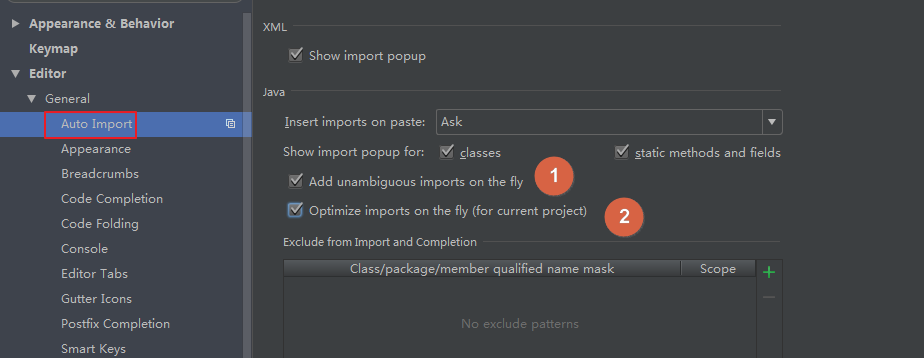 Appearance & Behavior
Keymap
Editor
General
Auto Import
Appearance
Breadcrumbs
Code Completion
Code Folding
Console
Editor Tabs
Gutter Icons
Postfix Completion
Smart Keys
XML
Show import popup
Java
Insert imports on paste: Ask
Show import popup for: classes static methods and fields
Add unambiguous imports on the fly 1
Optimize imports on the fly (for current project) 2
Exclude from Import and Completion
Class/package/member qualified name mask Scope
No exclude patterns